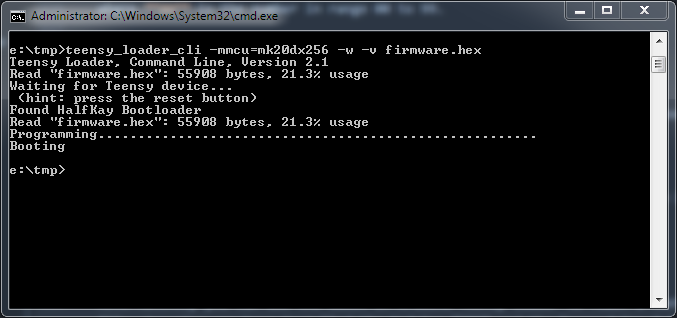 Administrator: C:\Windows\System32\cmd.exe
e:\tmp>teensy_loader_cli -mmcu=mk20dx256 -w -v firmware.hex
Teensy Loader, Command Line, Version 2.1
Read "firmware.hex": 55908 bytes, 21.3% usage
Waiting for Teensy device...
 (hint: press the reset button)
Found HalfKay Bootloader
Read "firmware.hex": 55908 bytes, 21.3% usage
Programming......................................................
Booting
e:\tmp>